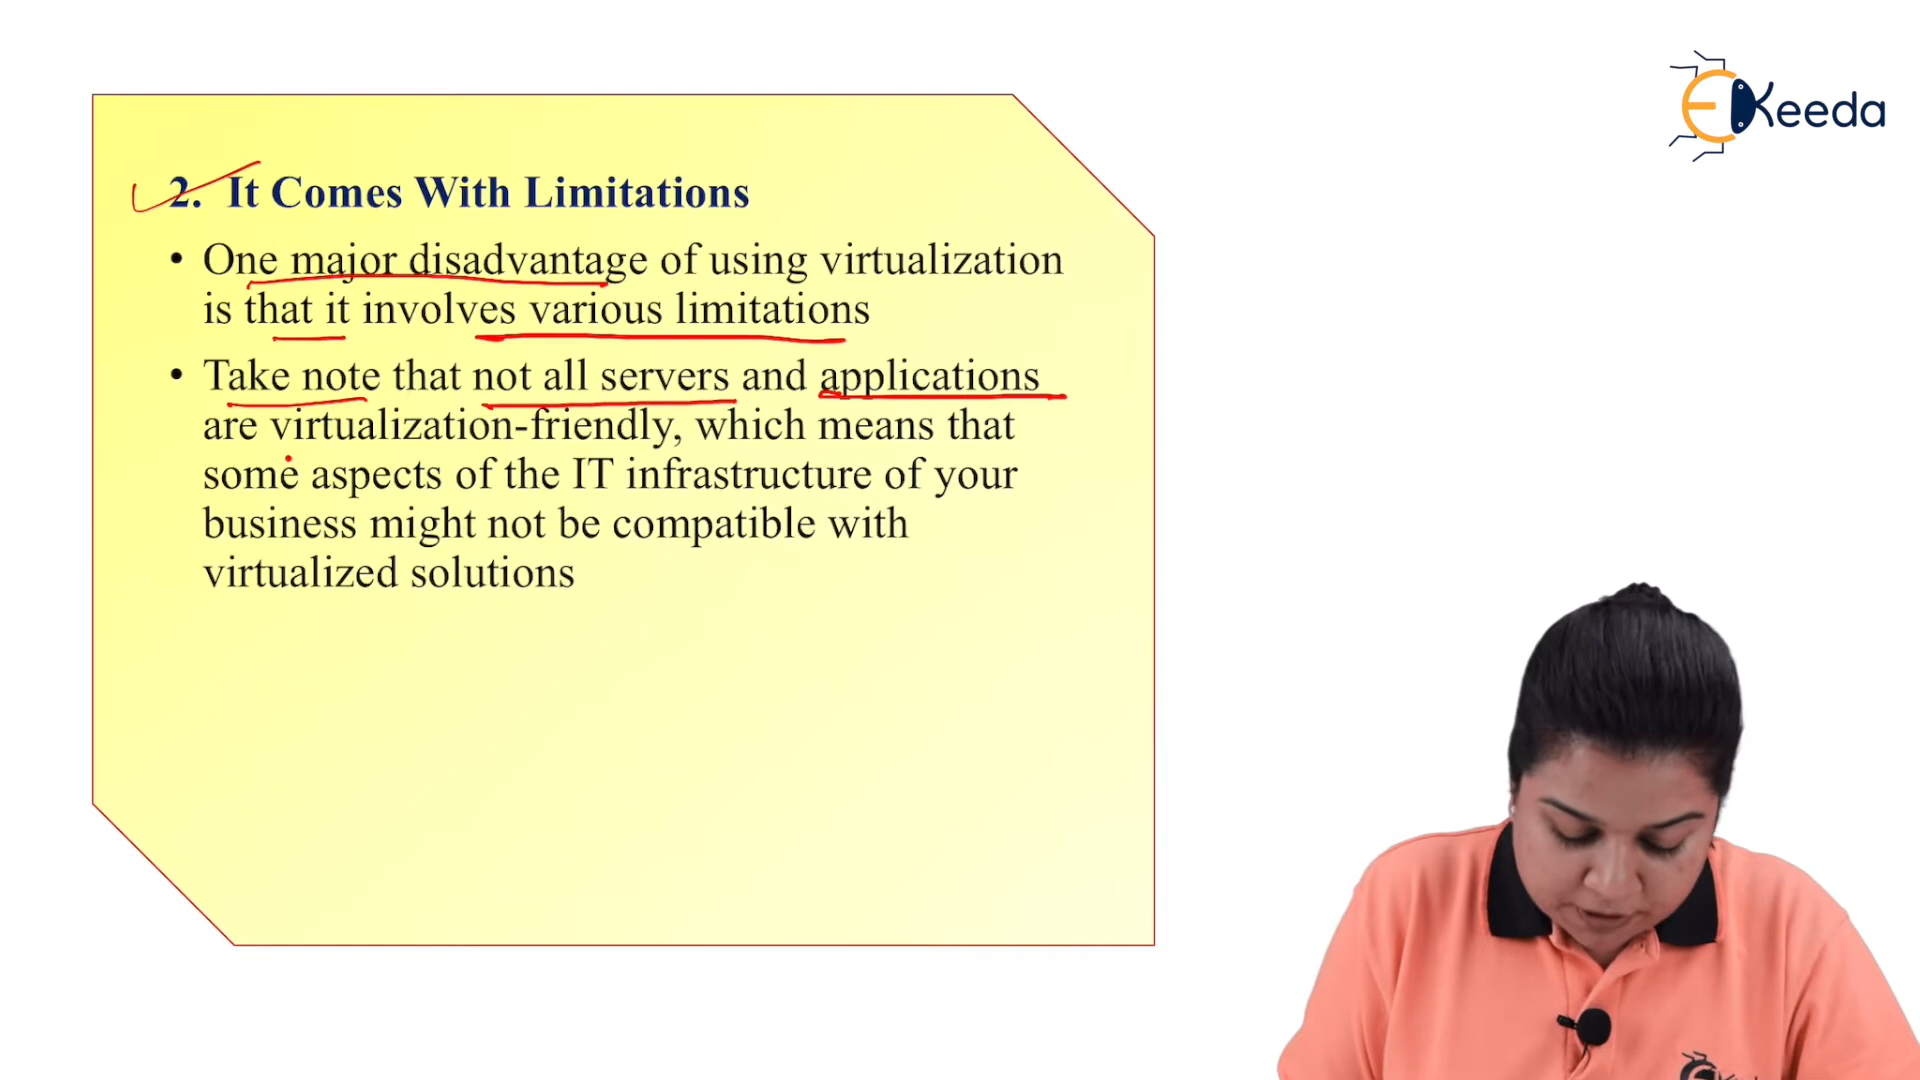 EKeeda
2. It Comes With Limitations
• One major disadvantage of using virtualization
is that it involves various limitations
• Take note that not all servers and applications
are virtualization-friendly, which means that
some aspects of the IT infrastructure of your
business might not be compatible with
virtualized solutions